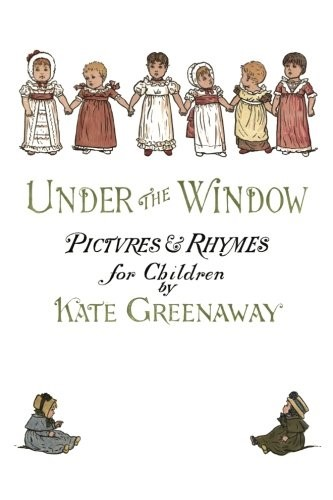 UNDER THE WINDOW
PICTVRES & RHYMES
for Children
by
KATE GREENAWAY